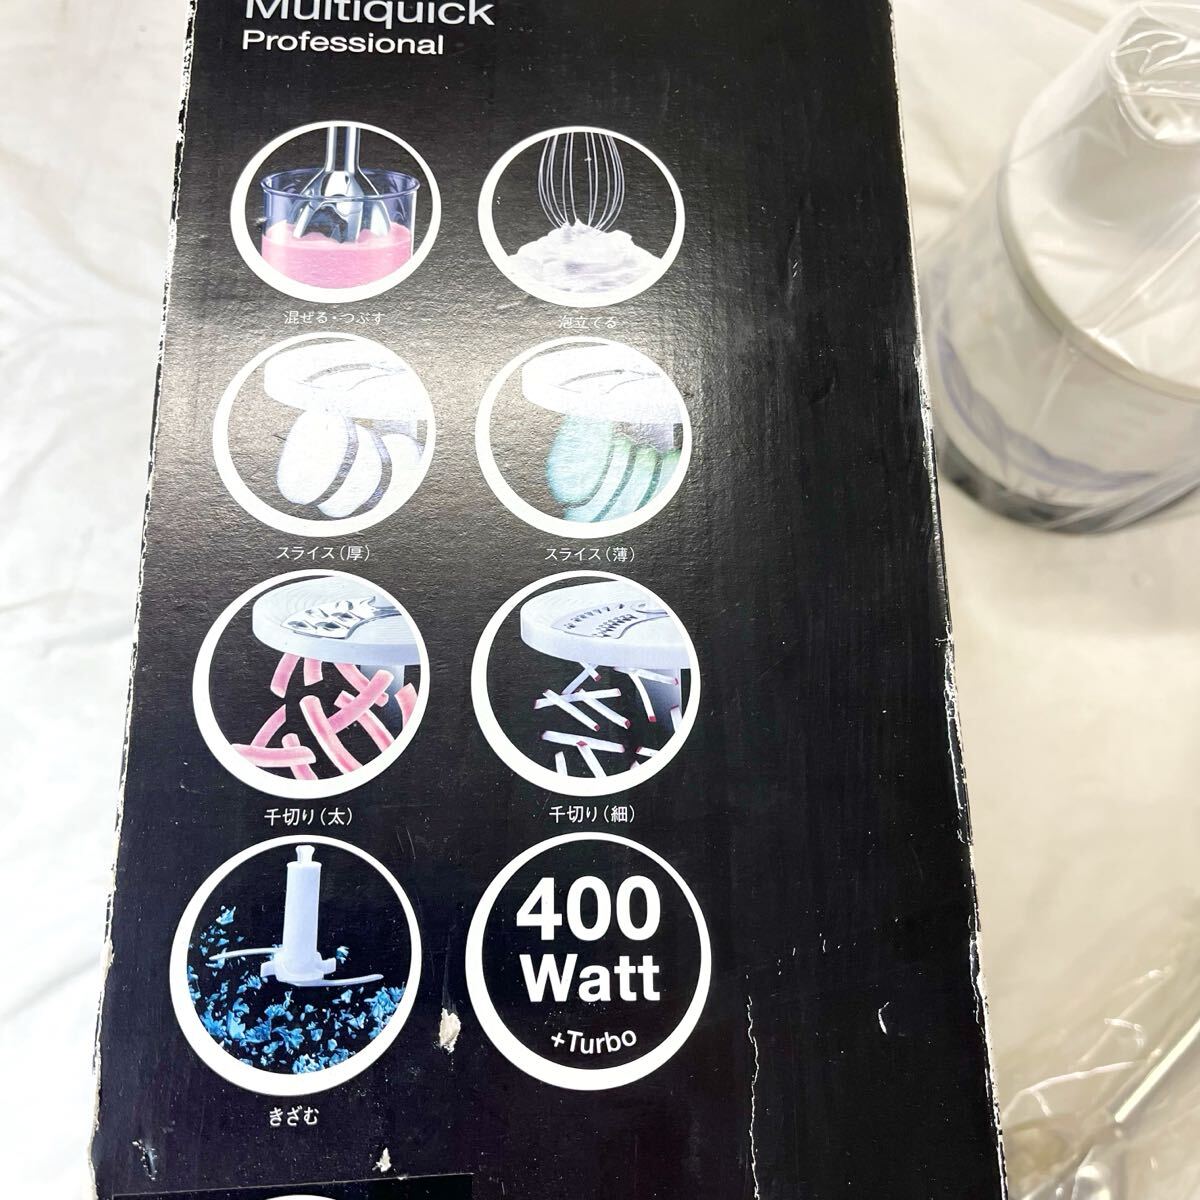 Multiquick
Professional
混ぜる・つぶす
泡立てる
スライス（厚）
スライス（薄）
千切り（太）
千切り（細）
400
Watt
+Turbo
きざむ